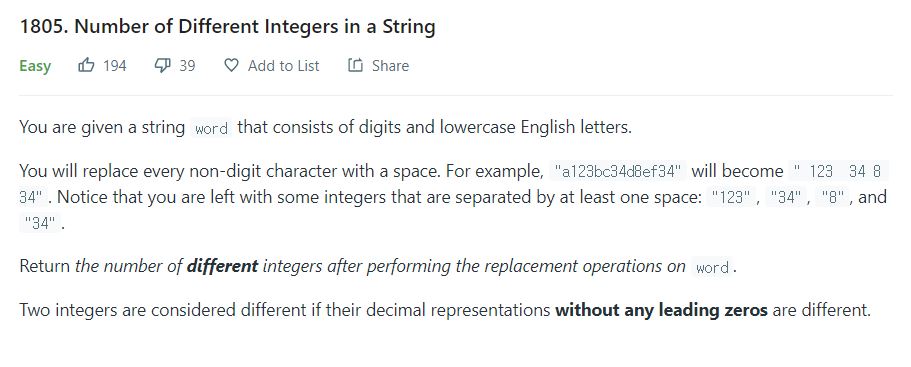 1805. Number of Different Integers in a String
Easy 194 39 Add to List Share
You are given a string word that consists of digits and lowercase English letters.
You will replace every non-digit character with a space. For example, "a123bc34d8ef34" will become " 123  34 8
34" . Notice that you are left with some integers that are separated by at least one space: "123" , "34" , "8" , and
"34" .
Return the number of different integers after performing the replacement operations on word .
Two integers are considered different if their decimal representations without any leading zeros are different.